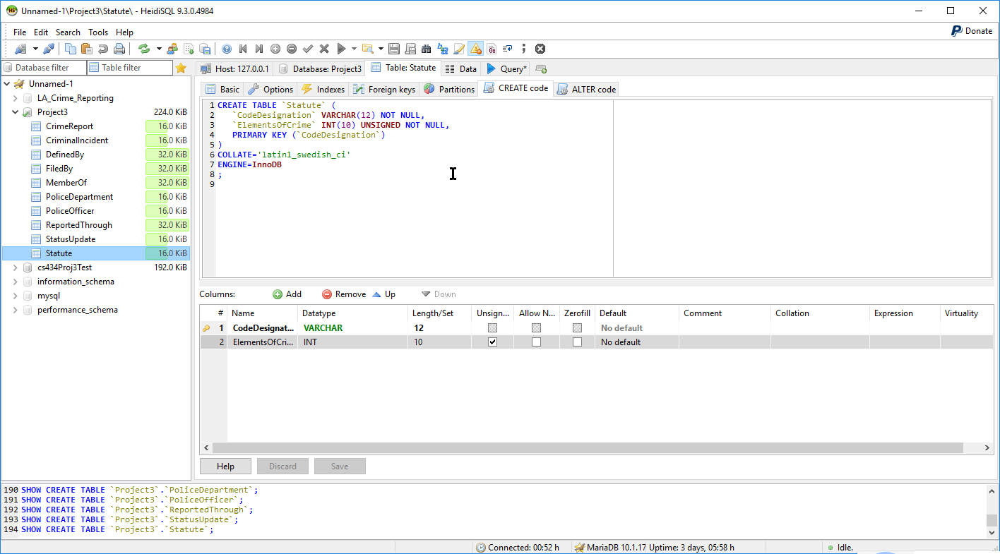 Unnamed-1\Project3\Statute\ - HeidiSQL 9.3.0.4984
File Edit Search Tools Help
Donate
Database filter Table filter
Host: 127.0.0.1 Database: Project3 Table: Statute Data Query*
Unnamed-1
LA_Crime_Reporting
Project3 224.0 KiB
CrimeReport 16.0 KiB
CriminalIncident 16.0 KiB
DefinedBy 32.0 KiB
FiledBy 32.0 KiB
MemberOf 32.0 KiB
PoliceDepartment 16.0 KiB
PoliceOfficer 16.0 KiB
ReportedThrough 32.0 KiB
StatusUpdate 16.0 KiB
Statute 16.0 KiB
cs434Proj3Test 192.0 KiB
information_schema
mysql
performance_schema
Basic Options Indexes Foreign keys Partitions CREATE code ALTER code
1 CREATE TABLE `Statute` (
2 `CodeDesignation` VARCHAR(12) NOT NULL,
3 `ElementsOfCrime` INT(10) UNSIGNED NOT NULL,
4 PRIMARY KEY (`CodeDesignation`)
5 )
6 COLLATE='latin1_swedish_ci'
7 ENGINE=InnoDB
8 ;
9
Columns: Add Remove Up Down
# Name Datatype Length/Set Unsign... Allow N... Zerofill Default Comment Collation Expression Virtuality
1 CodeDesignat... VARCHAR 12 No default
2 ElementsOfCri... INT 10 No default
Help Discard Save
190 SHOW CREATE TABLE `Project3`.`PoliceDepartment`;
191 SHOW CREATE TABLE `Project3`.`PoliceOfficer`;
192 SHOW CREATE TABLE `Project3`.`ReportedThrough`;
193 SHOW CREATE TABLE `Project3`.`StatusUpdate`;
194 SHOW CREATE TABLE `Project3`.`Statute`;
Connected: 00:52 h MariaDB 10.1.17 Uptime: 3 days, 05:58 h Idle.